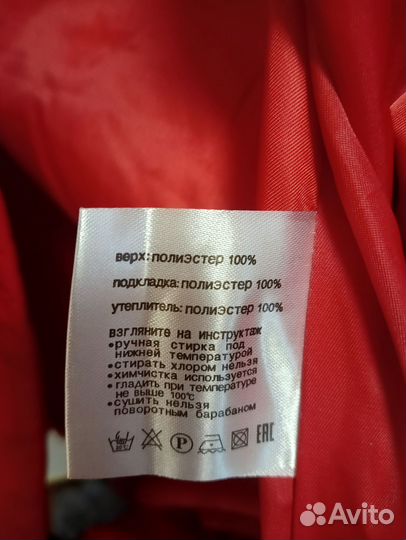 верх:полиэстер 100%
подкладка:полиэстер 100%
утеплитель:полиэстер 100%
взгляните на инструктаж
•ручная стирка под
нижней температурой
•стирать хлором нельзя
•химчистка используется
•гладить при температуре
не выше 100℃
•сушить нельзя
поворотным барабаном
P
EAC
Avito